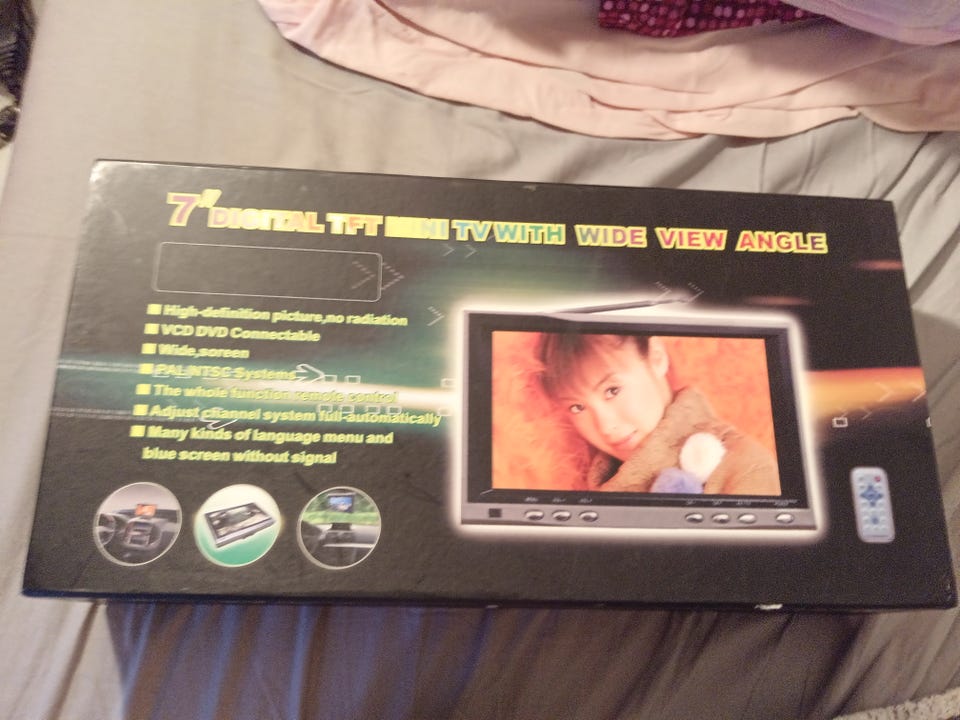 7" DIGITAL TFT MINI TV WITH WIDE VIEW ANGLE
High-definition picture,no radiation
VCD DVD Connectable
Wide,soreen
PAL NTSC Systems
The whole function remote control
Adjust channel system full-automatically
Many kinds of language menu and
blue screen without signal